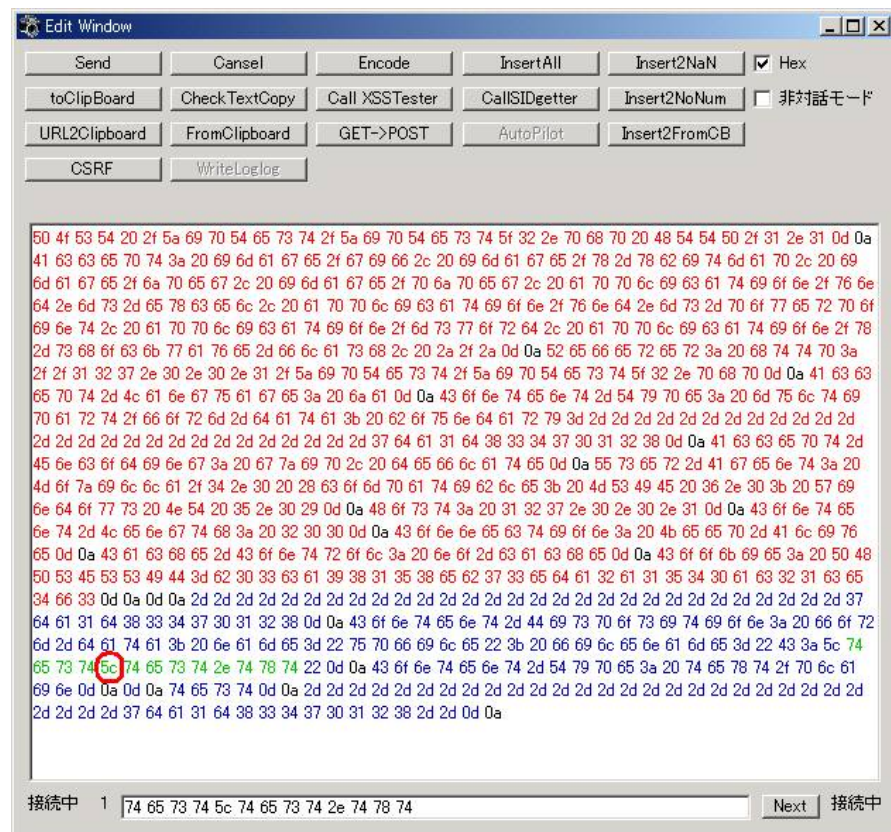 Edit Window
Send Cansel Encode InsertAll Insert2NaN Hex
toClipBoard CheckTextCopy Call XSSTester CallSIDgetter Insert2NoNum 非対話モード
URL2Clipboard FromClipboard GET->POST AutoPilot Insert2FromCB
CSRF WriteLoglog
50 4f 53 54 20 2f 5a 69 70 54 65 73 74 2f 5a 69 70 54 65 73 74 5f 32 2e 70 68 70 20 48 54 54 50 2f 31 2e 31 0d 0a
41 63 63 65 70 74 3a 20 69 6d 61 67 65 2f 67 69 66 2c 20 69 6d 61 67 65 2f 78 2d 78 62 69 74 6d 61 70 2c 20 69
6d 61 67 65 2f 6a 70 65 67 2c 20 69 6d 61 67 65 2f 70 6a 70 65 67 2c 20 61 70 70 6c 69 63 61 74 69 6f 6e 2f 76 6e
64 2e 6d 73 2d 65 78 63 65 6c 2c 20 61 70 70 6c 69 63 61 74 69 6f 6e 2f 76 6e 64 2e 6d 73 2d 70 6f 77 65 72 70 6f
69 6e 74 2c 20 61 70 70 6c 69 63 61 74 69 6f 6e 2f 6d 73 77 6f 72 64 2c 20 61 70 70 6c 69 63 61 74 69 6f 6e 2f 78
2d 73 68 6f 63 6b 77 61 76 65 2d 66 6c 61 73 68 2c 20 2a 2f 2a 0d 0a 52 65 66 65 72 65 72 3a 20 68 74 74 70 3a
2f 2f 31 32 37 2e 30 2e 30 2e 31 2f 5a 69 70 54 65 73 74 2f 5a 69 70 54 65 73 74 5f 32 2e 70 68 70 0d 0a 41 63 63
65 70 74 2d 4c 61 6e 67 75 61 67 65 3a 20 6a 61 0d 0a 43 6f 6e 74 65 6e 74 2d 54 79 70 65 3a 20 6d 75 6c 74 69
70 61 72 74 2f 66 6f 72 6d 2d 64 61 74 61 3b 20 62 6f 75 6e 64 61 72 79 3d 2d 2d 2d 2d 2d 2d 2d 2d 2d 2d 2d 2d 2d
2d 2d 2d 2d 2d 2d 2d 2d 2d 2d 2d 2d 2d 2d 2d 2d 37 64 61 31 64 38 33 34 37 30 31 32 38 0d 0a 41 63 63 65 70 74 2d
45 6e 63 6f 64 69 6e 67 3a 20 67 7a 69 70 2c 20 64 65 66 6c 61 74 65 0d 0a 55 73 65 72 2d 41 67 65 6e 74 3a 20
4d 6f 7a 69 6c 6c 61 2f 34 2e 30 20 28 63 6f 6d 70 61 74 69 62 6c 65 3b 20 4d 53 49 45 20 36 2e 30 3b 20 57 69
6e 64 6f 77 73 20 4e 54 20 35 2e 30 29 0d 0a 48 6f 73 74 3a 20 31 32 37 2e 30 2e 30 2e 31 0d 0a 43 6f 6e 74 65
6e 74 2d 4c 65 6e 67 74 68 3a 20 32 30 30 0d 0a 43 6f 6e 6e 65 63 74 69 6f 6e 3a 20 4b 65 65 70 2d 41 6c 69 76
65 0d 0a 43 61 63 68 65 2d 43 6f 6e 74 72 6f 6c 3a 20 6e 6f 2d 63 61 63 68 65 0d 0a 43 6f 6f 6b 69 65 3a 20 50 48
50 53 45 53 53 49 44 3d 62 30 33 63 61 39 38 31 35 38 65 62 37 33 65 64 61 32 61 31 35 34 30 61 63 32 31 63 65
34 66 33 0d 0a 0d 0a 2d 2d 2d 2d 2d 2d 2d 2d 2d 2d 2d 2d 2d 2d 2d 2d 2d 2d 2d 2d 2d 2d 2d 2d 2d 2d 2d 2d 2d 37
64 61 31 64 38 33 34 37 30 31 32 38 0d 0a 43 6f 6e 74 65 6e 74 2d 44 69 73 70 6f 73 69 74 69 6f 6e 3a 20 66 6f 72
6d 2d 64 61 74 61 3b 20 6e 61 6d 65 3d 22 75 70 66 69 6c 65 22 3b 20 66 69 6c 65 6e 61 6d 65 3d 22 43 3a 5c 74
65 73 74 5c 74 65 73 74 2e 74 78 74 22 0d 0a 43 6f 6e 74 65 6e 74 2d 54 79 70 65 3a 20 74 65 78 74 2f 70 6c 61
69 6e 0d 0a 0d 0a 74 65 73 74 0d 0a 2d 2d 2d 2d 2d 2d 2d 2d 2d 2d 2d 2d 2d 2d 2d 2d 2d 2d 2d 2d 2d 2d 2d 2d 2d
2d 2d 2d 2d 37 64 61 31 64 38 33 34 37 30 31 32 38 2d 2d 0d 0a
接続中 1 74 65 73 74 5c 74 65 73 74 2e 74 78 74 Next 接続中